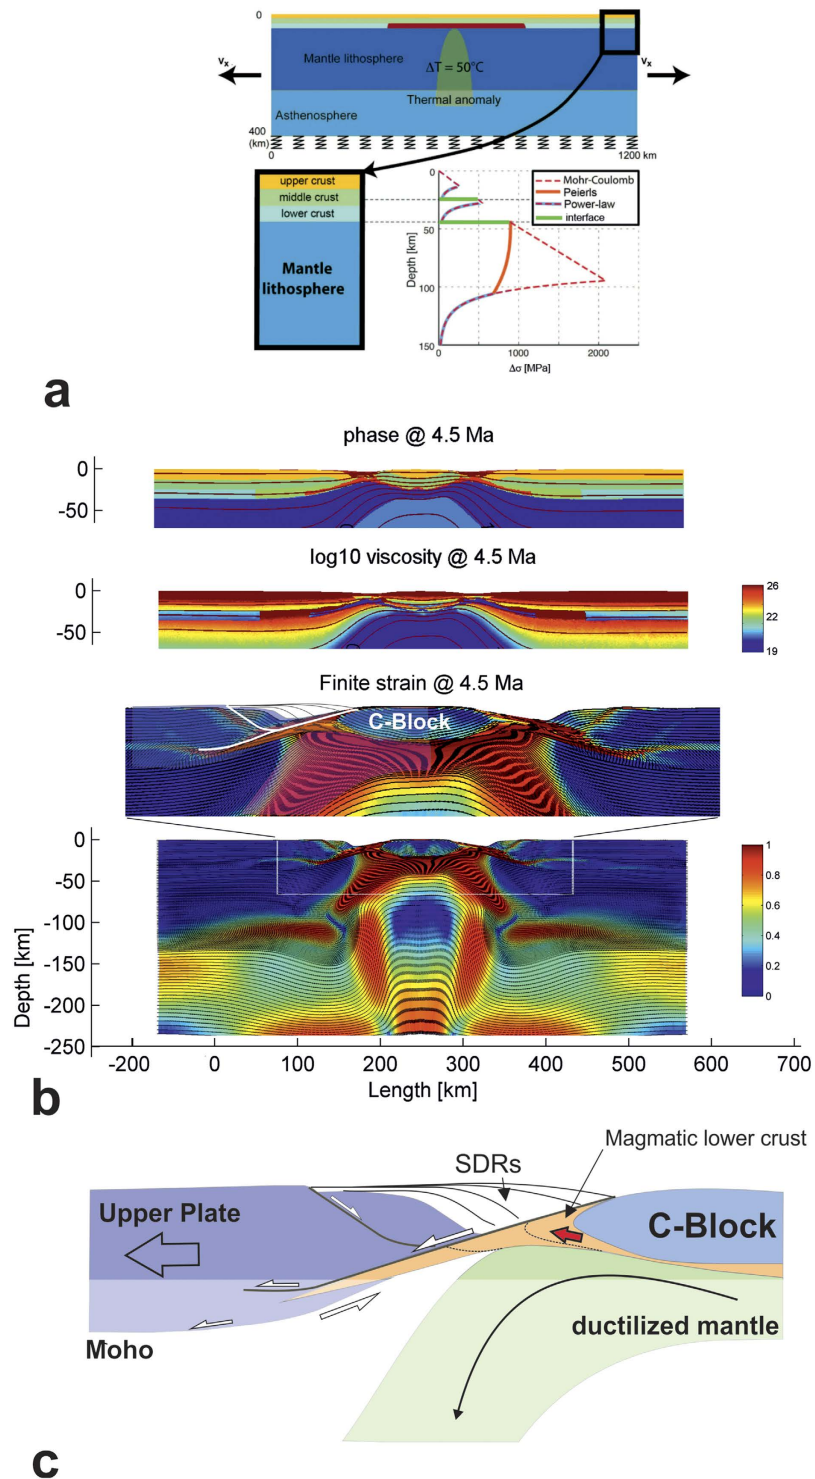 0
vx
vx
Mantle lithosphere
ΔT = 50°C
Thermal anomaly
Asthenosphere
400
(km)
0
1200 km
upper crust
middle crust
lower crust
Mantle
lithosphere
0
50
100
150
Depth [km]
Mohr-Coulomb
Peierls
Power-law
interface
0
1000
2000
Δσ [MPa]
a
phase @ 4.5 Ma
0
-50
log10 viscosity @ 4.5 Ma
0
-50
26
22
19
Finite strain @ 4.5 Ma
C-Block
0
-50
-100
-150
-200
-250
Depth [km]
1
0.8
0.6
0.4
0.2
0
-200 0 100 200 300 400 500 600 700
Length [km]
b
Magmatic lower crust
SDRs
Upper Plate
C-Block
ductilized mantle
Moho
c